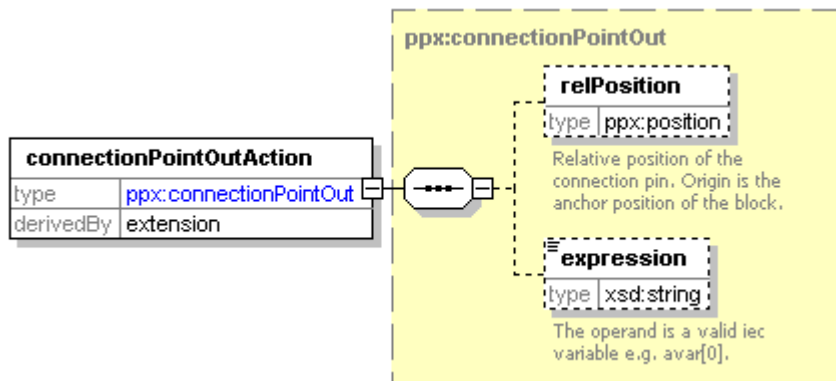 ppx:connectionPointOut
relPosition
type ppx:position
Relative position of the
connection pin. Origin is the
anchor position of the block.
connectionPointOutAction
type ppx:connectionPointOut
derivedBy extension
expression
type xsd:string
The operand is a valid iec
variable e.g. avar[0].